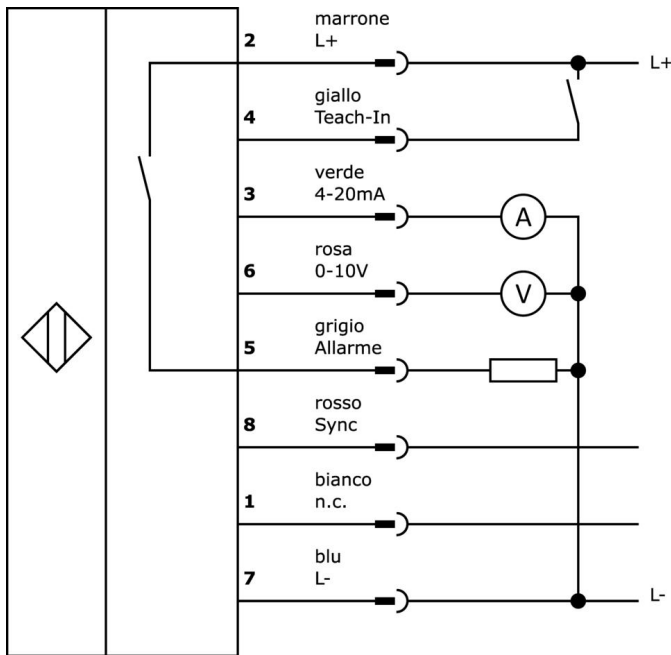 marrone
2 L+
L+
giallo
4 Teach-In
verde
3 4-20mA
A
rosa
6 0-10V
V
grigio
5 Allarme
rosso
8 Sync
bianco
1 n.c.
blu
7 L-
L-